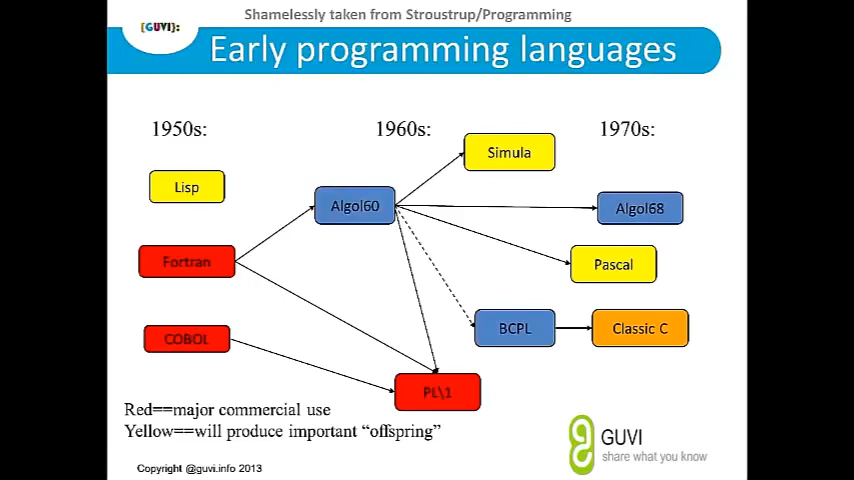 Shamelessly taken from Stroustrup/Programming
{GUVI}:
Early programming languages
1950s:
1960s:
1970s:
Simula
Lisp
Algol60
Algol68
Fortran
Pascal
BCPL
Classic C
COBOL
PL\1
Red==major commercial use
Yellow==will produce important “offspring”
GUVI
share what you know
Copyright @guvi.info 2013